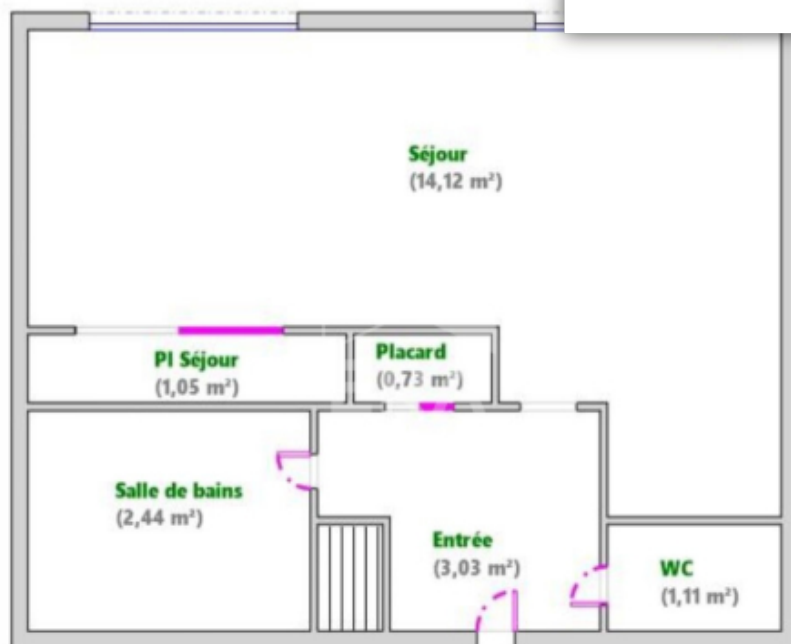 Séjour
(14,12 m²)
Pl Séjour
(1,05 m²)
Placard
(0,73 m²)
Salle de bains
(2,44 m²)
Entrée
(3,03 m²)
WC
(1,11 m²)